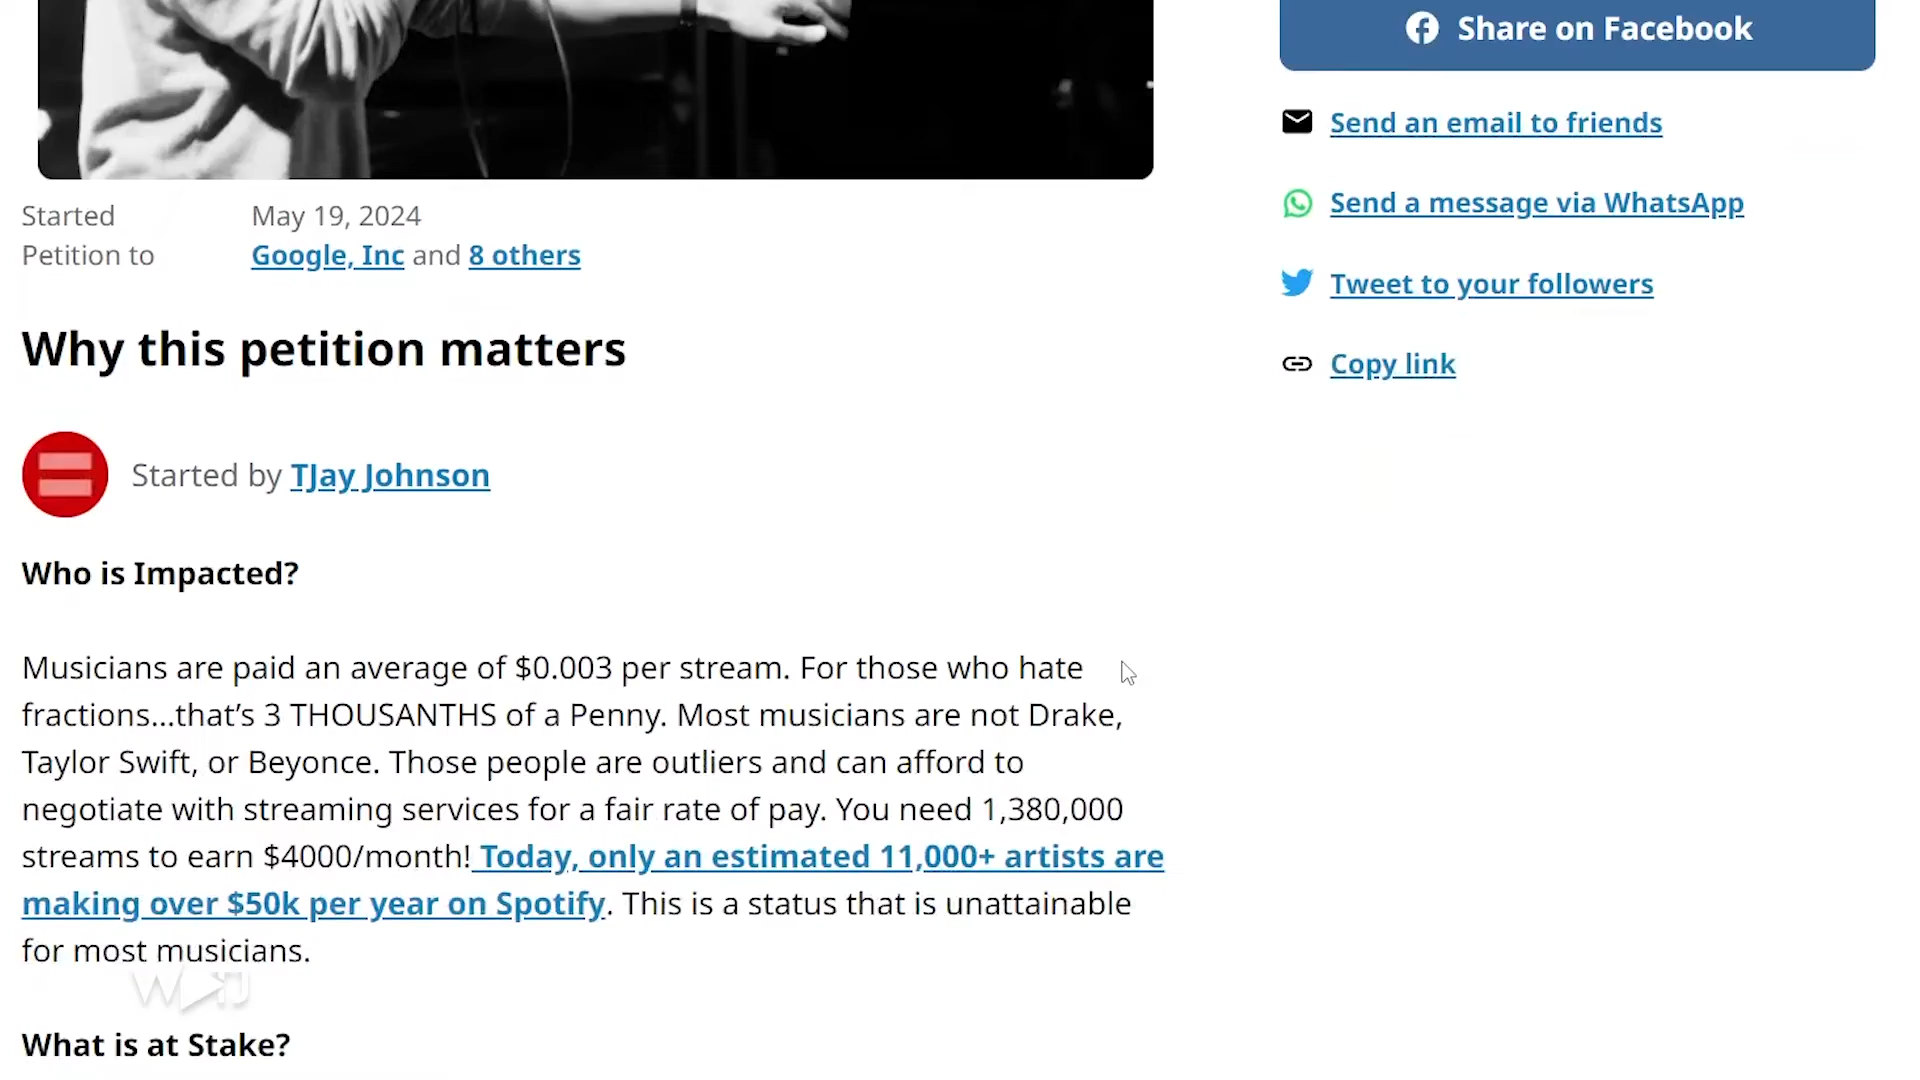 Share on Facebook
Send an email to friends
Send a message via WhatsApp
Tweet to your followers
Copy link
Started May 19, 2024
Petition to Google, Inc and 8 others
Why this petition matters
Started by TJay Johnson
Who is Impacted?
Musicians are paid an average of $0.003 per stream. For those who hate
fractions...that's 3 THOUSANTHS of a Penny. Most musicians are not Drake,
Taylor Swift, or Beyonce. Those people are outliers and can afford to
negotiate with streaming services for a fair rate of pay. You need 1,380,000
streams to earn $4000/month! Today, only an estimated 11,000+ artists are
making over $50k per year on Spotify. This is a status that is unattainable
for most musicians.
What is at Stake?